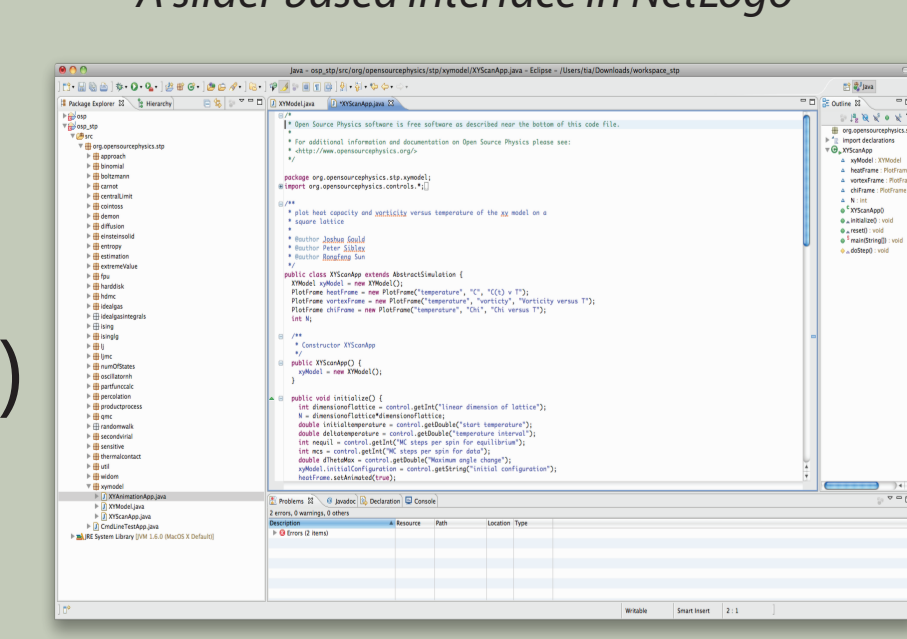 A slider based interface in NetLogo
)
Java – osp_stp/src/org/opensourcephysics/stp/xymodel/XYScanApp.java – Eclipse – /Users/tia/Downloads/workspace_stp
Java
Package Explorer
Hierarchy
osp
osp_stp
src
org.opensourcephysics.stp
approach
binomial
boltzmann
carnot
centralLimit
cointoss
demon
diffusion
einsteinsolid
entropy
estimation
extremeValue
fpu
harddisk
hdmc
idealgas
idealgasintegrals
ising
isinglg
lj
ljmc
numOfStates
oscillatornh
partfunccalc
percolation
productprocess
qmc
randomwalk
secondvirial
sensitive
thermalcontact
util
widom
xymodel
XYAnimationApp.java
XYModel.java
XYScanApp.java
CmdLineTestApp.java
JRE System Library [JVM 1.6.0 (MacOS X Default)]
XYModel.java
*XYScanApp.java
/*
* Open Source Physics software is free software as described near the bottom of this code file.
*
* For additional information and documentation on Open Source Physics please see:
* <http://www.opensourcephysics.org/>
*/
package org.opensourcephysics.stp.xymodel;
import org.opensourcephysics.controls.*;
/**
* plot heat capacity and vorticity versus temperature of the xy model on a
* square lattice
*
* @author Joshua Gould
* @author Peter Sibley
* @author Rongfeng Sun
*/
public class XYScanApp extends AbstractSimulation {
XYModel xyModel = new XYModel();
PlotFrame heatFrame = new PlotFrame("temperature", "C", "C(t) v T");
PlotFrame vortexFrame = new PlotFrame("temperature", "vorticty", "Vorticity versus T");
PlotFrame chiFrame = new PlotFrame("temperature", "Chi", "Chi versus T");
int N;
/**
* Constructor XYScanApp
*/
public XYScanApp() {
xyModel = new XYModel();
}
public void initialize() {
int dimensionoflattice = control.getInt("linear dimension of lattice");
N = dimensionoflattice*dimensionoflattice;
double initialtemperature = control.getDouble("start temperature");
double deltatemperature = control.getDouble("temperature interval");
int nequil = control.getInt("MC steps per spin for equilibrium");
int mcs = control.getInt("MC steps per spin for data");
double dThetaMax = control.getDouble("Maximum angle change");
xyModel.initialConfiguration = control.getString("initial configuration");
heatFrame.setAnimated(true);
Outline
org.opensourcephysics.s
import declarations
XYScanApp
xyModel : XYModel
heatFrame : PlotFram
vortexFrame : PlotFra
chiFrame : PlotFrame
N : int
XYScanApp()
initialize() : void
reset() : void
main(String[]) : void
doStep() : void
Problems
Javadoc
Declaration
Console
2 errors, 0 warnings, 0 others
Description
Resource
Path
Location
Type
Errors (2 items)
Writable
Smart Insert
2 : 1